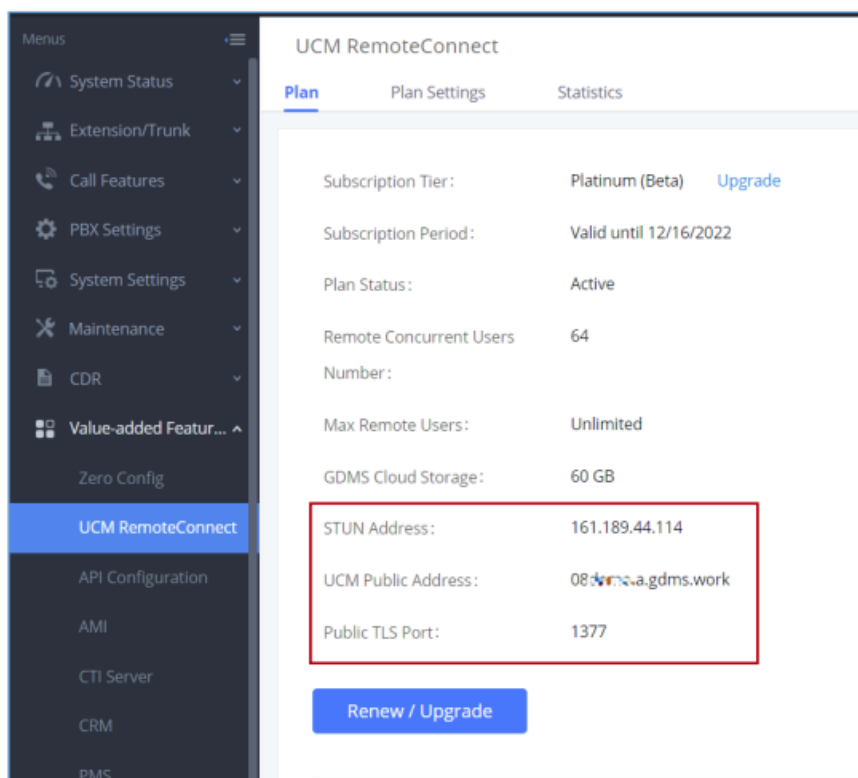 Menus
System Status
Extension/Trunk
Call Features
PBX Settings
System Settings
Maintenance
CDR
Value-added Featur...
Zero Config
UCM RemoteConnect
API Configuration
AMI
CTI Server
CRM
PMS
UCM RemoteConnect
Plan Plan Settings Statistics
Subscription Tier: Platinum (Beta) Upgrade
Subscription Period: Valid until 12/16/2022
Plan Status: Active
Remote Concurrent Users 64
Number:
Max Remote Users: Unlimited
GDMS Cloud Storage: 60 GB
STUN Address: 161.189.44.114
UCM Public Address: .a.gdms.work
Public TLS Port: 1377
Renew / Upgrade